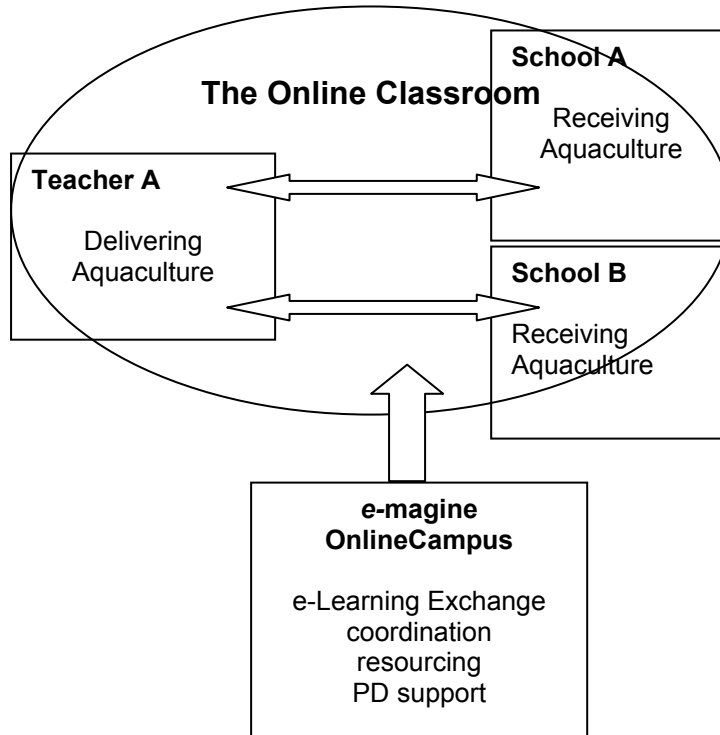 The Online Classroom
Teacher A
Delivering
Aquaculture
School A
Receiving
Aquaculture
School B
Receiving
Aquaculture
e-magine
OnlineCampus
e-Learning Exchange
coordination
resourcing
PD support